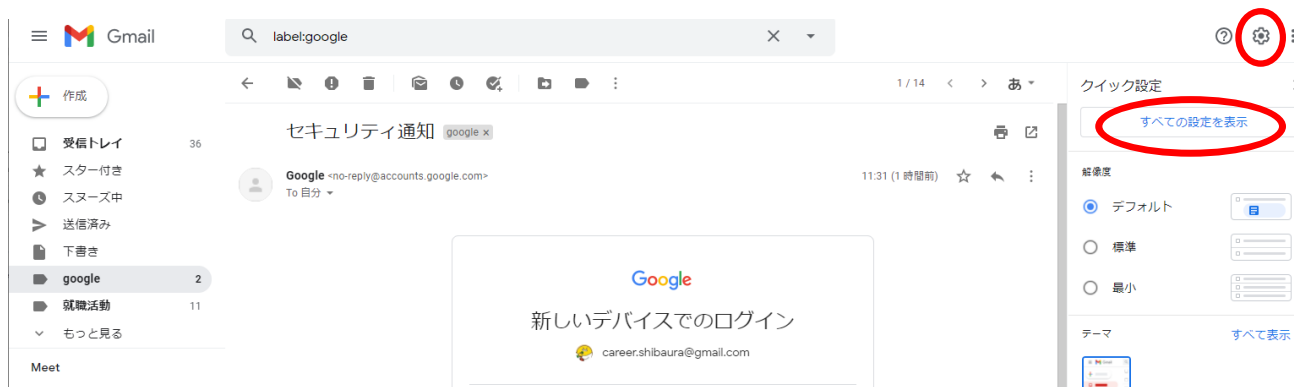 Gmail
label:google
作成
1 / 14
あ
クイック設定
すべての設定を表示
受信トレイ 36
スター付き
スヌーズ中
送信済み
下書き
google 2
就職活動 11
もっと見る
Meet
セキュリティ通知 google x
Google <no-reply@accounts.google.com>
11:31 (1 時間前)
To 自分
Google
新しいデバイスでのログイン
career.shibaura@gmail.com
解像度
デフォルト
標準
最小
テーマ すべて表示